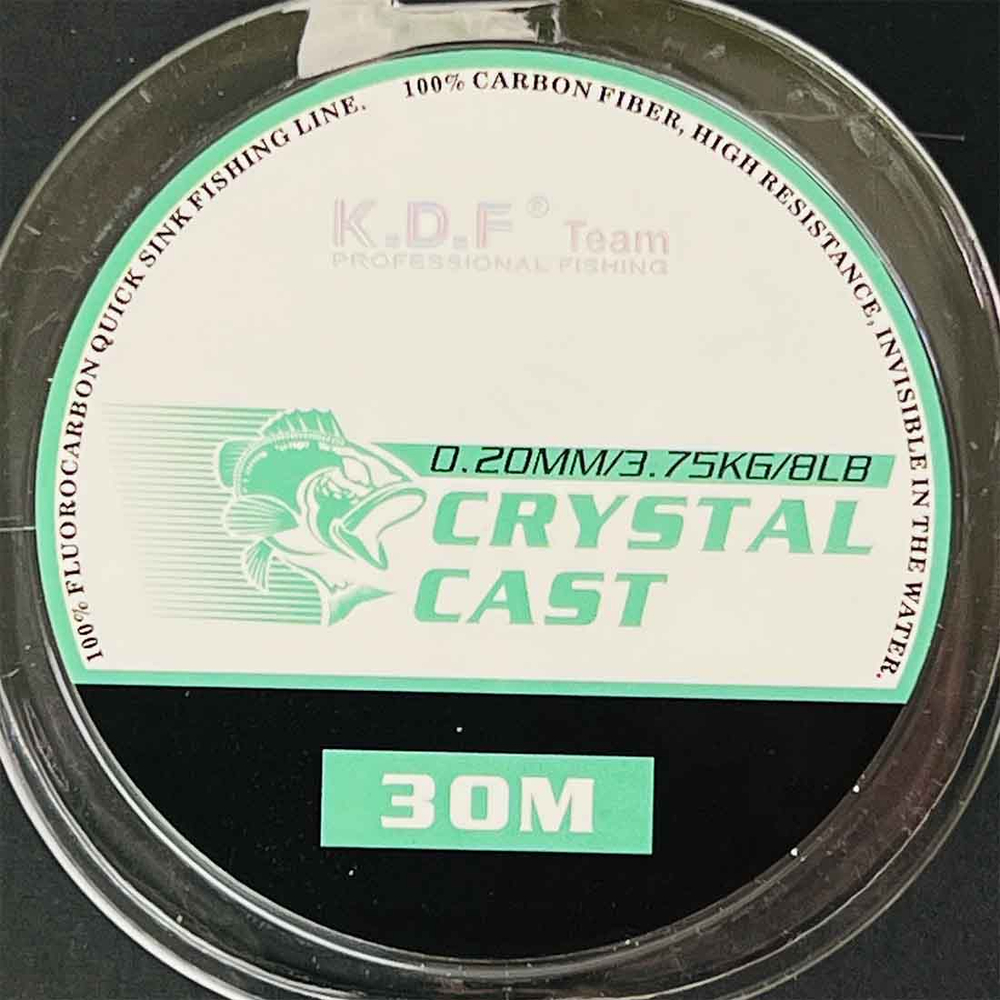 100% FLUOROCARBON QUICK SINK FISHING LINE. 100% CARBON FIBER, HIGH RESISTANCE, INVISIBLE IN THE WATER.
K.D.F® Team
PROFESSIONAL FISHING
0.20MM/3.75KG/8LB
CRYSTAL
CAST
30M